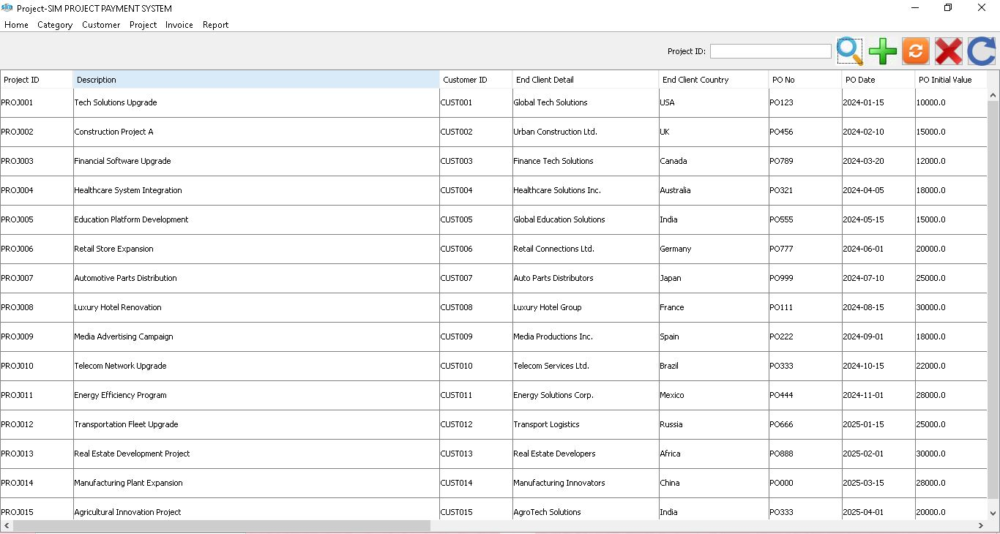 sim Project-SIM PROJECT PAYMENT SYSTEM
Home Category Customer Project Invoice Report
Project ID:
Project ID Description Customer ID End Client Detail End Client Country PO No PO Date PO Initial Value
PROJ001 Tech Solutions Upgrade CUST001 Global Tech Solutions USA PO123 2024-01-15 10000.0
PROJ002 Construction Project A CUST002 Urban Construction Ltd. UK PO456 2024-02-10 15000.0
PROJ003 Financial Software Upgrade CUST003 Finance Tech Solutions Canada PO789 2024-03-20 12000.0
PROJ004 Healthcare System Integration CUST004 Healthcare Solutions Inc. Australia PO321 2024-04-05 18000.0
PROJ005 Education Platform Development CUST005 Global Education Solutions India PO555 2024-05-15 15000.0
PROJ006 Retail Store Expansion CUST006 Retail Connections Ltd. Germany PO777 2024-06-01 20000.0
PROJ007 Automotive Parts Distribution CUST007 Auto Parts Distributors Japan PO999 2024-07-10 25000.0
PROJ008 Luxury Hotel Renovation CUST008 Luxury Hotel Group France PO111 2024-08-15 30000.0
PROJ009 Media Advertising Campaign CUST009 Media Productions Inc. Spain PO222 2024-09-01 18000.0
PROJ010 Telecom Network Upgrade CUST010 Telecom Services Ltd. Brazil PO333 2024-10-15 22000.0
PROJ011 Energy Efficiency Program CUST011 Energy Solutions Corp. Mexico PO444 2024-11-01 28000.0
PROJ012 Transportation Fleet Upgrade CUST012 Transport Logistics Russia PO666 2025-01-15 25000.0
PROJ013 Real Estate Development Project CUST013 Real Estate Developers Africa PO888 2025-02-01 30000.0
PROJ014 Manufacturing Plant Expansion CUST014 Manufacturing Innovators China PO000 2025-03-15 28000.0
PROJ015 Agricultural Innovation Project CUST015 AgroTech Solutions India PO333 2025-04-01 20000.0